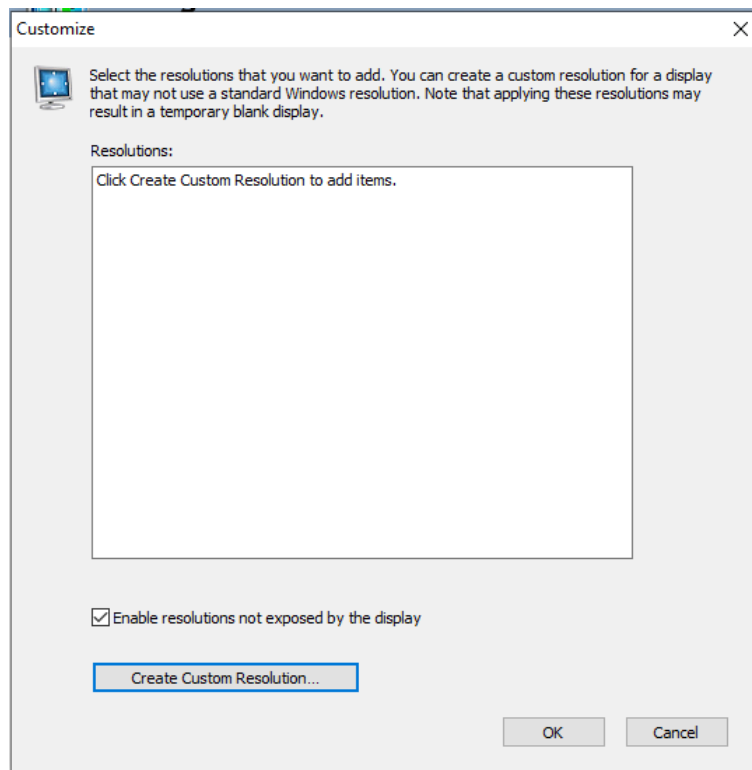 Customize
Select the resolutions that you want to add. You can create a custom resolution for a display
that may not use a standard Windows resolution. Note that applying these resolutions may
result in a temporary blank display.
Resolutions:
Click Create Custom Resolution to add items.
Enable resolutions not exposed by the display
Create Custom Resolution...
OK
Cancel